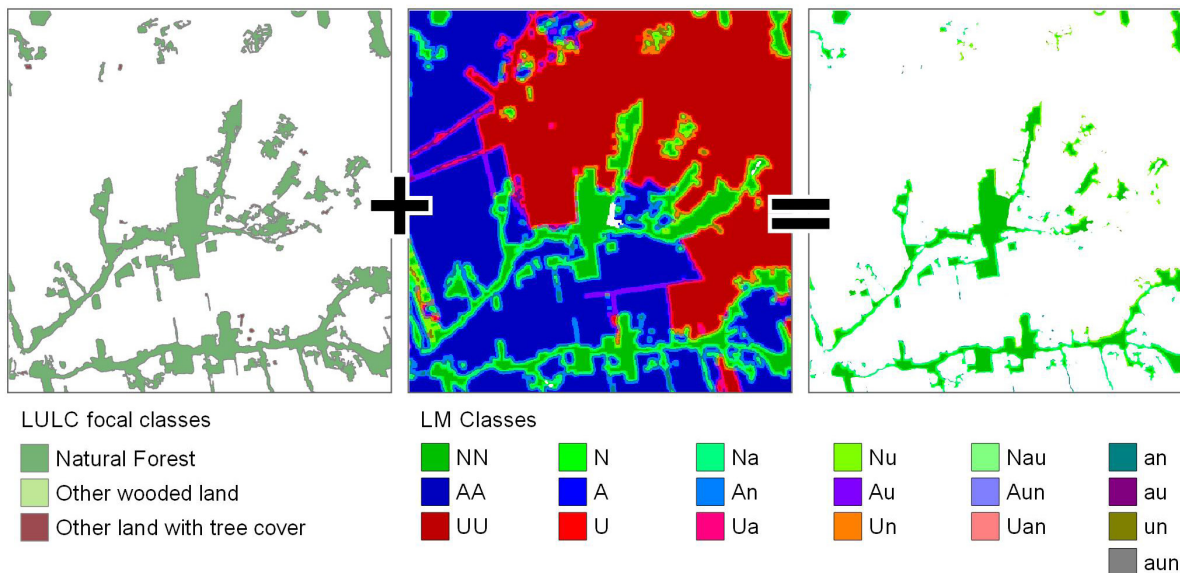 LULC focal classes
Natural Forest
Other wooded land
Other land with tree cover
LM Classes
NN N Na Nu Nau an
AA A An Au Aun au
UU U Ua Un Uan un
aun